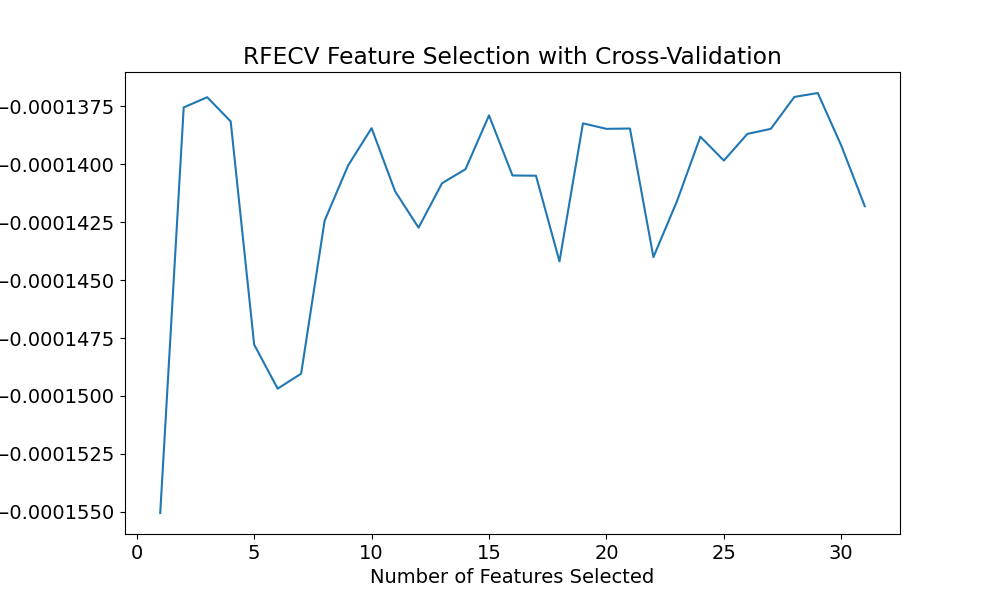 RFECV Feature Selection with Cross-Validation
−0.0001375
−0.0001400
−0.0001425
−0.0001450
−0.0001475
−0.0001500
−0.0001525
−0.0001550
0 5 10 15 20 25 30
Number of Features Selected